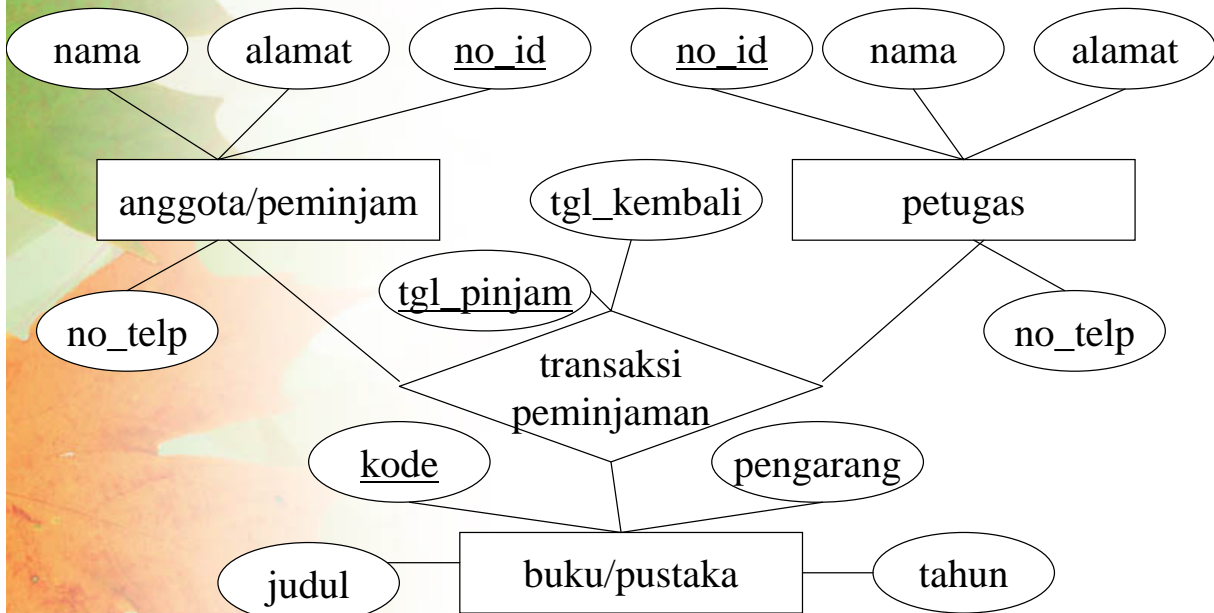 nama
alamat
no_id
no_id
nama
alamat
anggota/peminjam
tgl_kembali
petugas
tgl_pinjam
no_telp
no_telp
transaksi
peminjaman
kode
pengarang
judul
buku/pustaka
tahun